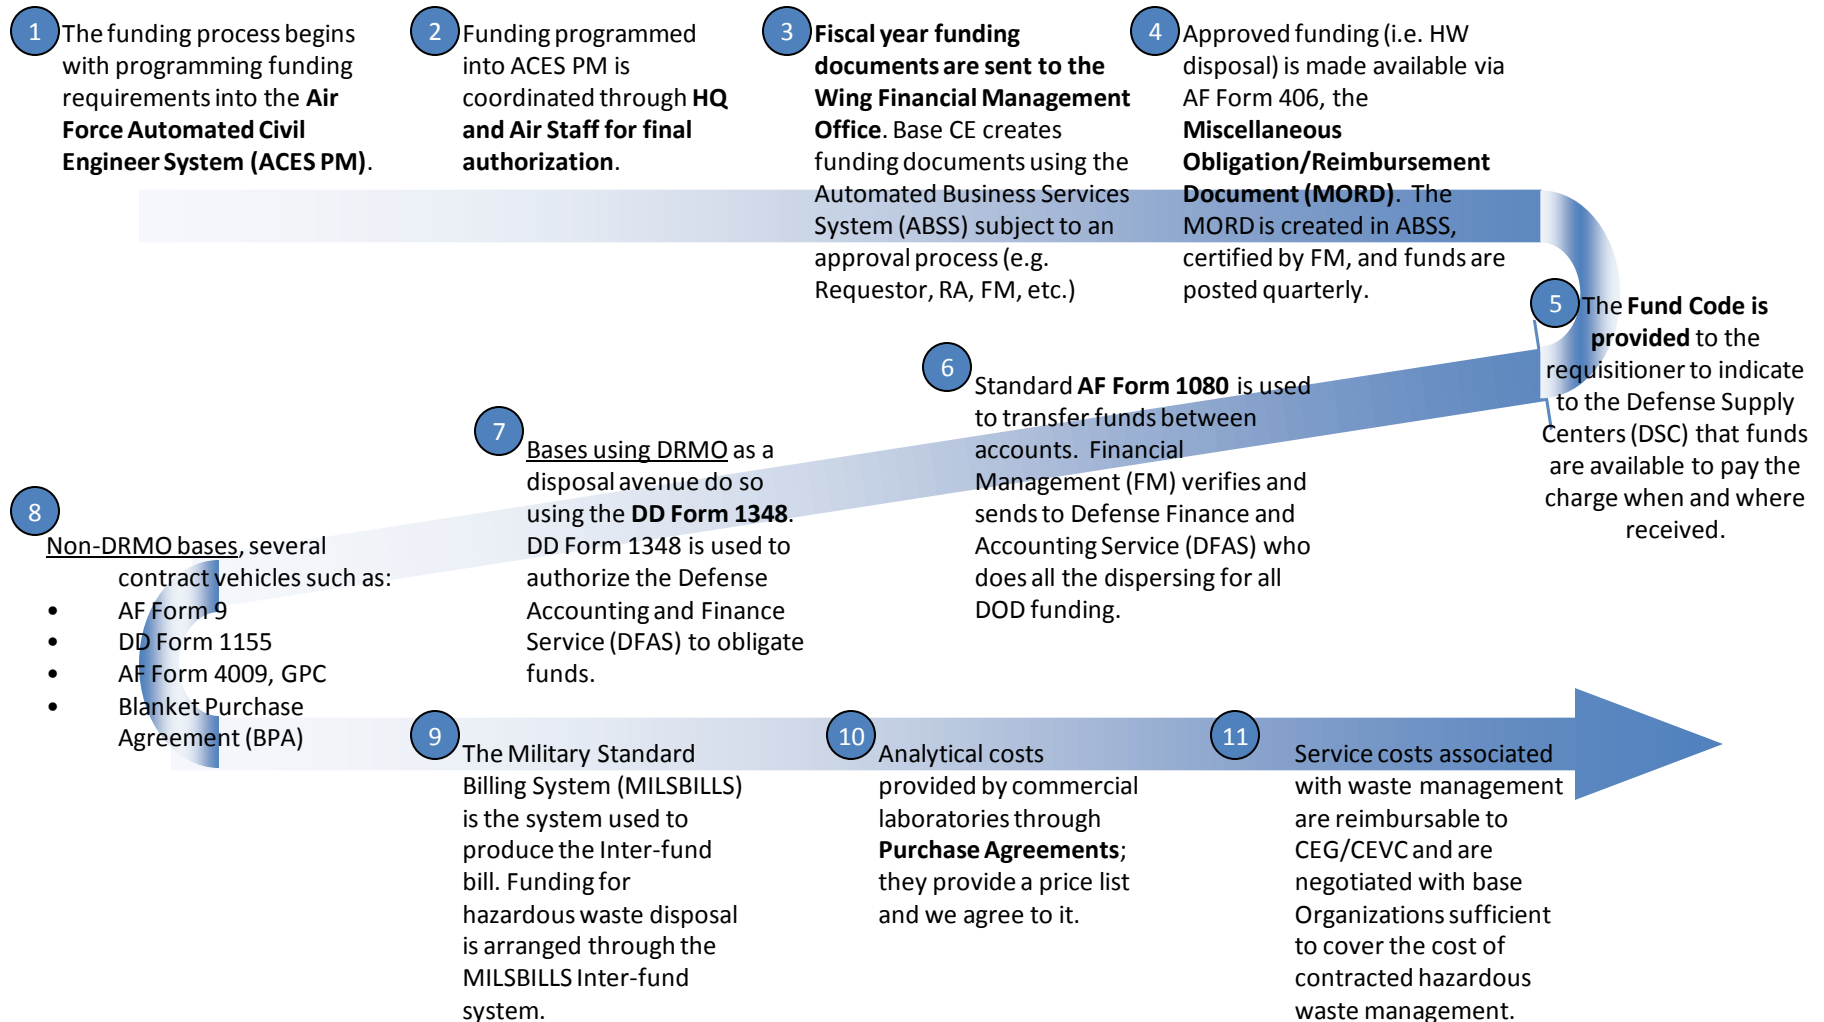 1
The funding process begins
with programming funding
requirements into the Air
Force Automated Civil
Engineer System (ACES PM).
2
Funding programmed
into ACES PM is
coordinated through HQ
and Air Staff for final
authorization.
3
Fiscal year funding
documents are sent to the
Wing Financial Management
Office. Base CE creates
funding documents using the
Automated Business Services
System (ABSS) subject to an
approval process (e.g.
Requestor, RA, FM, etc.)
4
Approved funding (i.e. HW
disposal) is made available via
AF Form 406, the
Miscellaneous
Obligation/Reimbursement
Document (MORD). The
MORD is created in ABSS,
certified by FM, and funds are
posted quarterly.
5
The Fund Code is
provided to the
requisitioner to indicate
to the Defense Supply
Centers (DSC) that funds
are available to pay the
charge when and where
received.
6
Standard AF Form 1080 is used
to transfer funds between
accounts. Financial
Management (FM) verifies and
sends to Defense Finance and
Accounting Service (DFAS) who
does all the dispersing for all
DOD funding.
7
Bases using DRMO as a
disposal avenue do so
using the DD Form 1348.
DD Form 1348 is used to
authorize the Defense
Accounting and Finance
Service (DFAS) to obligate
funds.
8
Non-DRMO bases, several
contract vehicles such as:
• AF Form 9
• DD Form 1155
• AF Form 4009, GPC
• Blanket Purchase
Agreement (BPA)
9
The Military Standard
Billing System (MILSBILLS)
is the system used to
produce the Inter-fund
bill. Funding for
hazardous waste disposal
is arranged through the
MILSBILLS Inter-fund
system.
10
Analytical costs
provided by commercial
laboratories through
Purchase Agreements;
they provide a price list
and we agree to it.
11
Service costs associated
with waste management
are reimbursable to
CEG/CEVC and are
negotiated with base
Organizations sufficient
to cover the cost of
contracted hazardous
waste management.